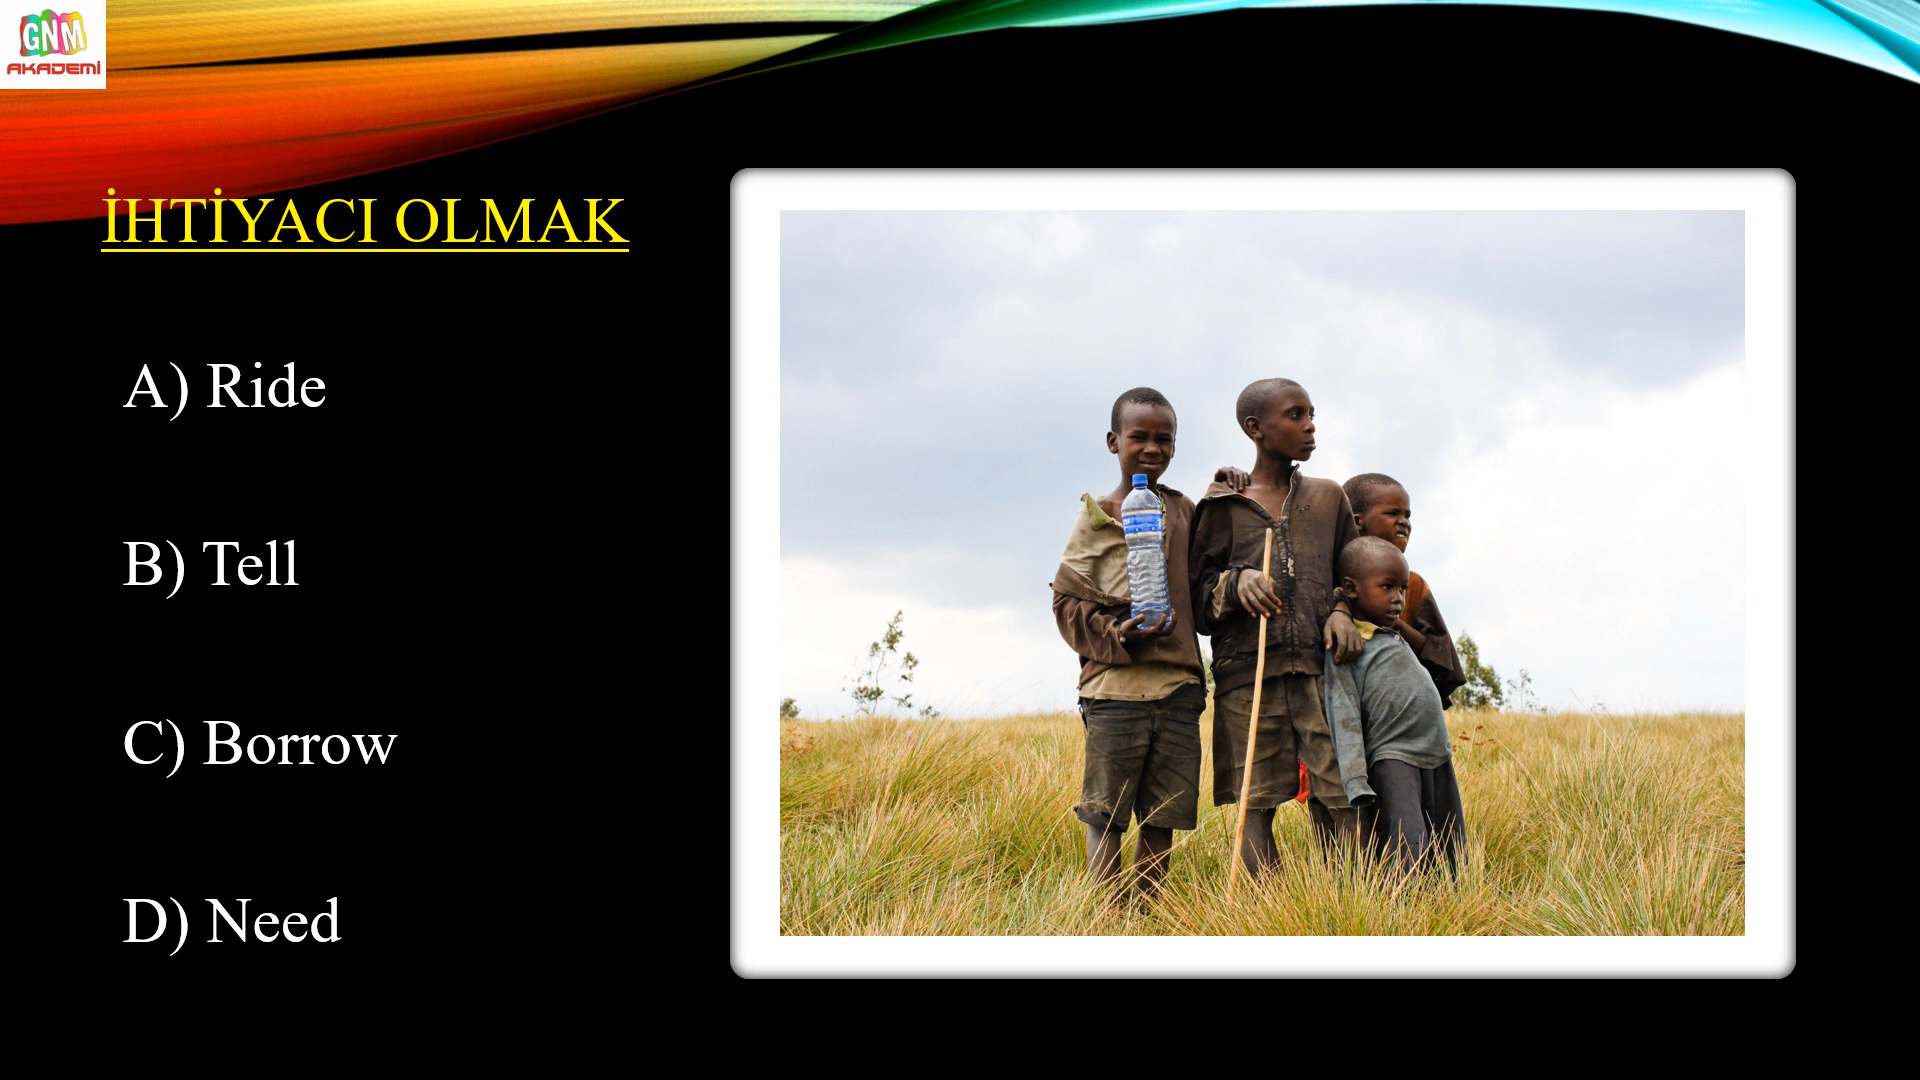 GNM
AKADEMİ
İHTİYACI OLMAK
A) Ride
B) Tell
C) Borrow
D) Need